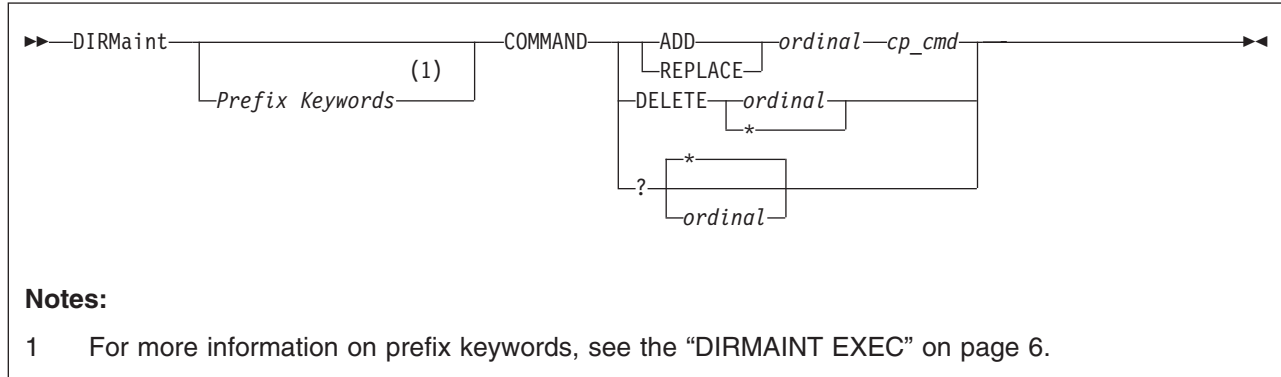 DIRMaint COMMAND ADD ordinal cp_cmd
(1) REPLACE
Prefix Keywords DELETE ordinal
*
*
?
ordinal
Notes:
1 For more information on prefix keywords, see the “DIRMAINT EXEC” on page 6.